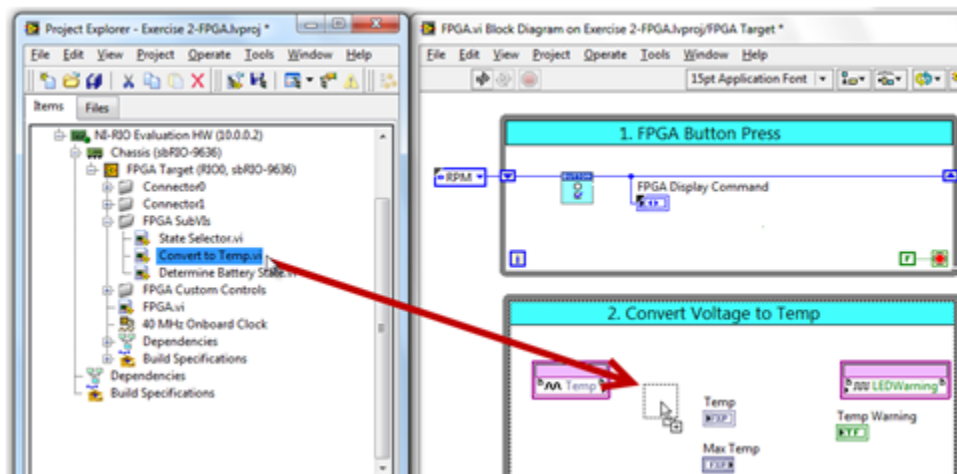 Project Explorer - Exercise 2-FPGA.lvproj *
File Edit View Project Operate Tools Window Help
Items Files
NI-RIO Evaluation HW (10.0.0.2)
Chassis (sbRIO-9636)
FPGA Target (RIO0, sbRIO-9636)
Connector0
Connector1
FPGA SubVIs
State Selector.vi
Convert to Temp.vi
Determine Battery State.vi
FPGA Custom Controls
FPGA.vi
40 MHz Onboard Clock
Dependencies
Build Specifications
Dependencies
Build Specifications
FPGA.vi Block Diagram on Exercise 2-FPGA.lvproj/FPGA Target *
File Edit View Project Operate Tools Window Help
15pt Application Font
1. FPGA Button Press
RPM
BUTTON
FPGA Display Command
i
F
2. Convert Voltage to Temp
Temp
LEDWarning
Temp
FXP
Temp Warning
TF
Max Temp
FXP